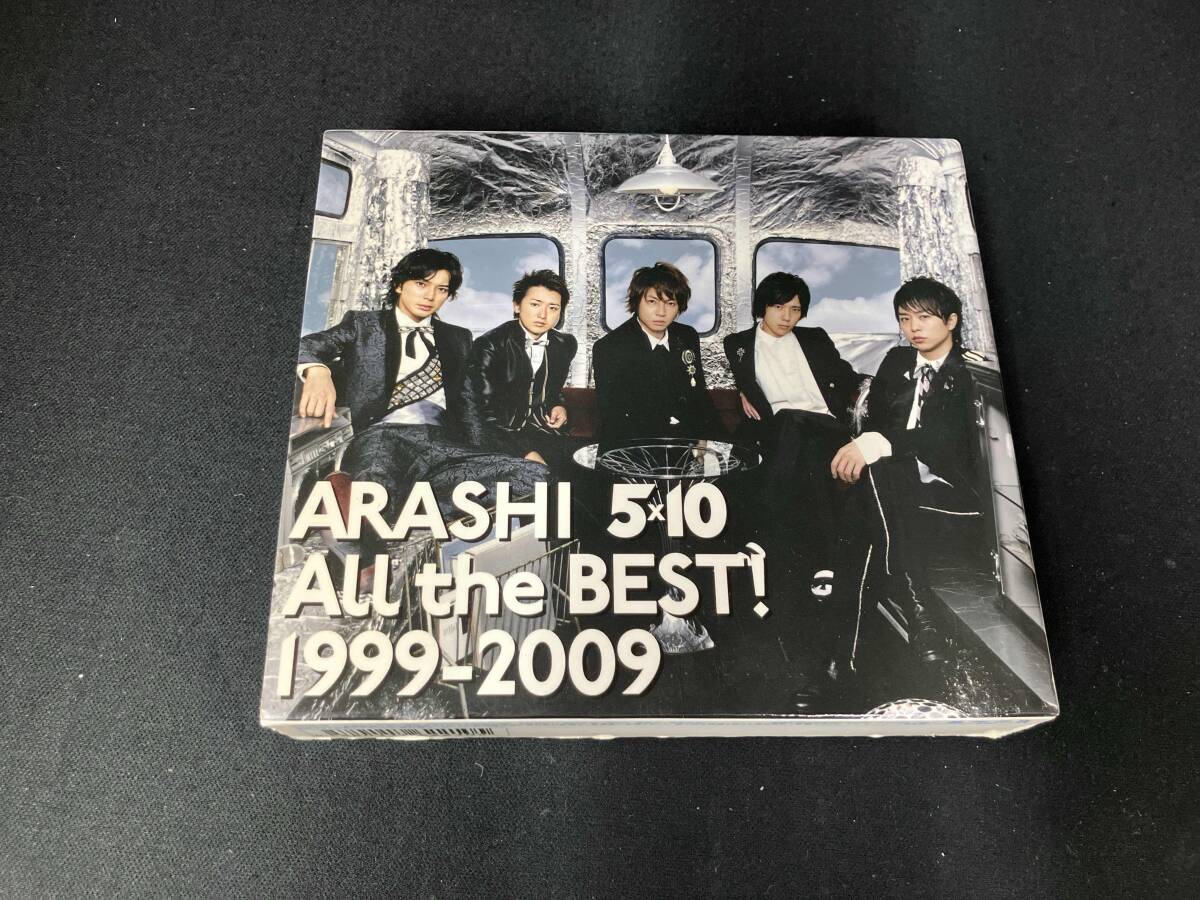 ARASHI 5×10
All the BEST!
1999-2009